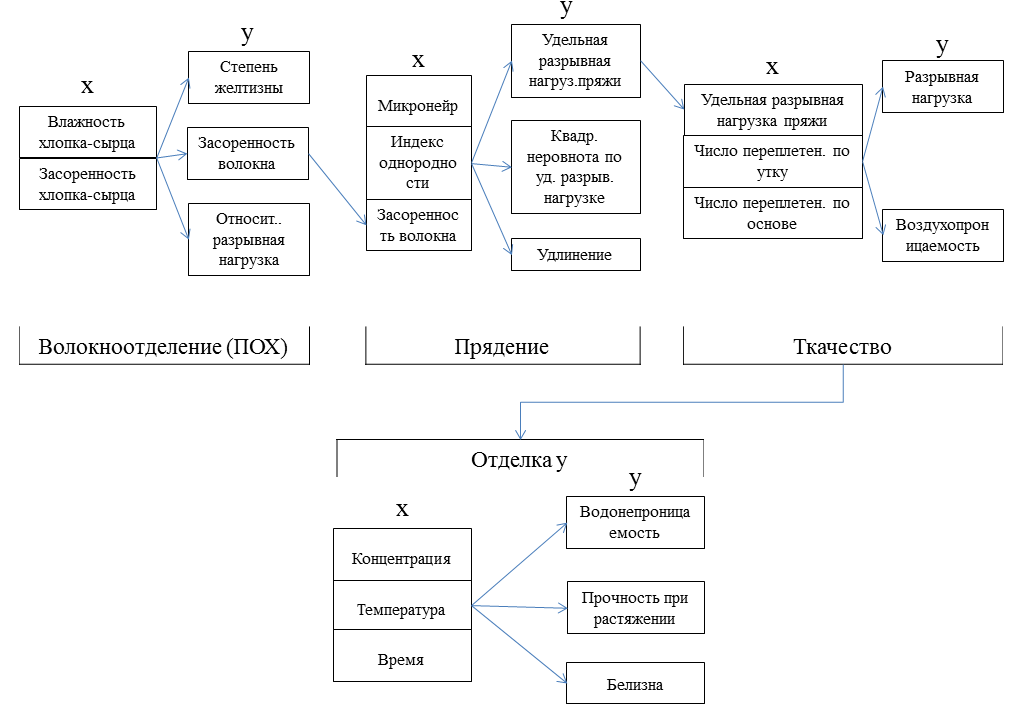 х
у
Влажность
хлопка-сырца
Засоренность
хлопка-сырца
Степень
желтизны
Засоренность
волокна
Относит..
разрывная
нагрузка
х
у
Микронейр
Индекс
однородно
сти
Засореннос
ть волокна
Удельная
разрывная
нагруз.пряжи
Квадр.
неровнота по
уд. разрыв.
нагрузке
Удлинение
х
у
Удельная разрывная
нагрузка пряжи
Число переплетен. по
утку
Число переплетен. по
основе
Разрывная
нагрузка
Воздухопрон
ицаемость
Волокноотделение (ПОХ)
Прядение
Ткачество
Отделка у
х
у
Концентрация
Температура
Время
Водонепроница
емость
Прочность при
растяжении
Белизна